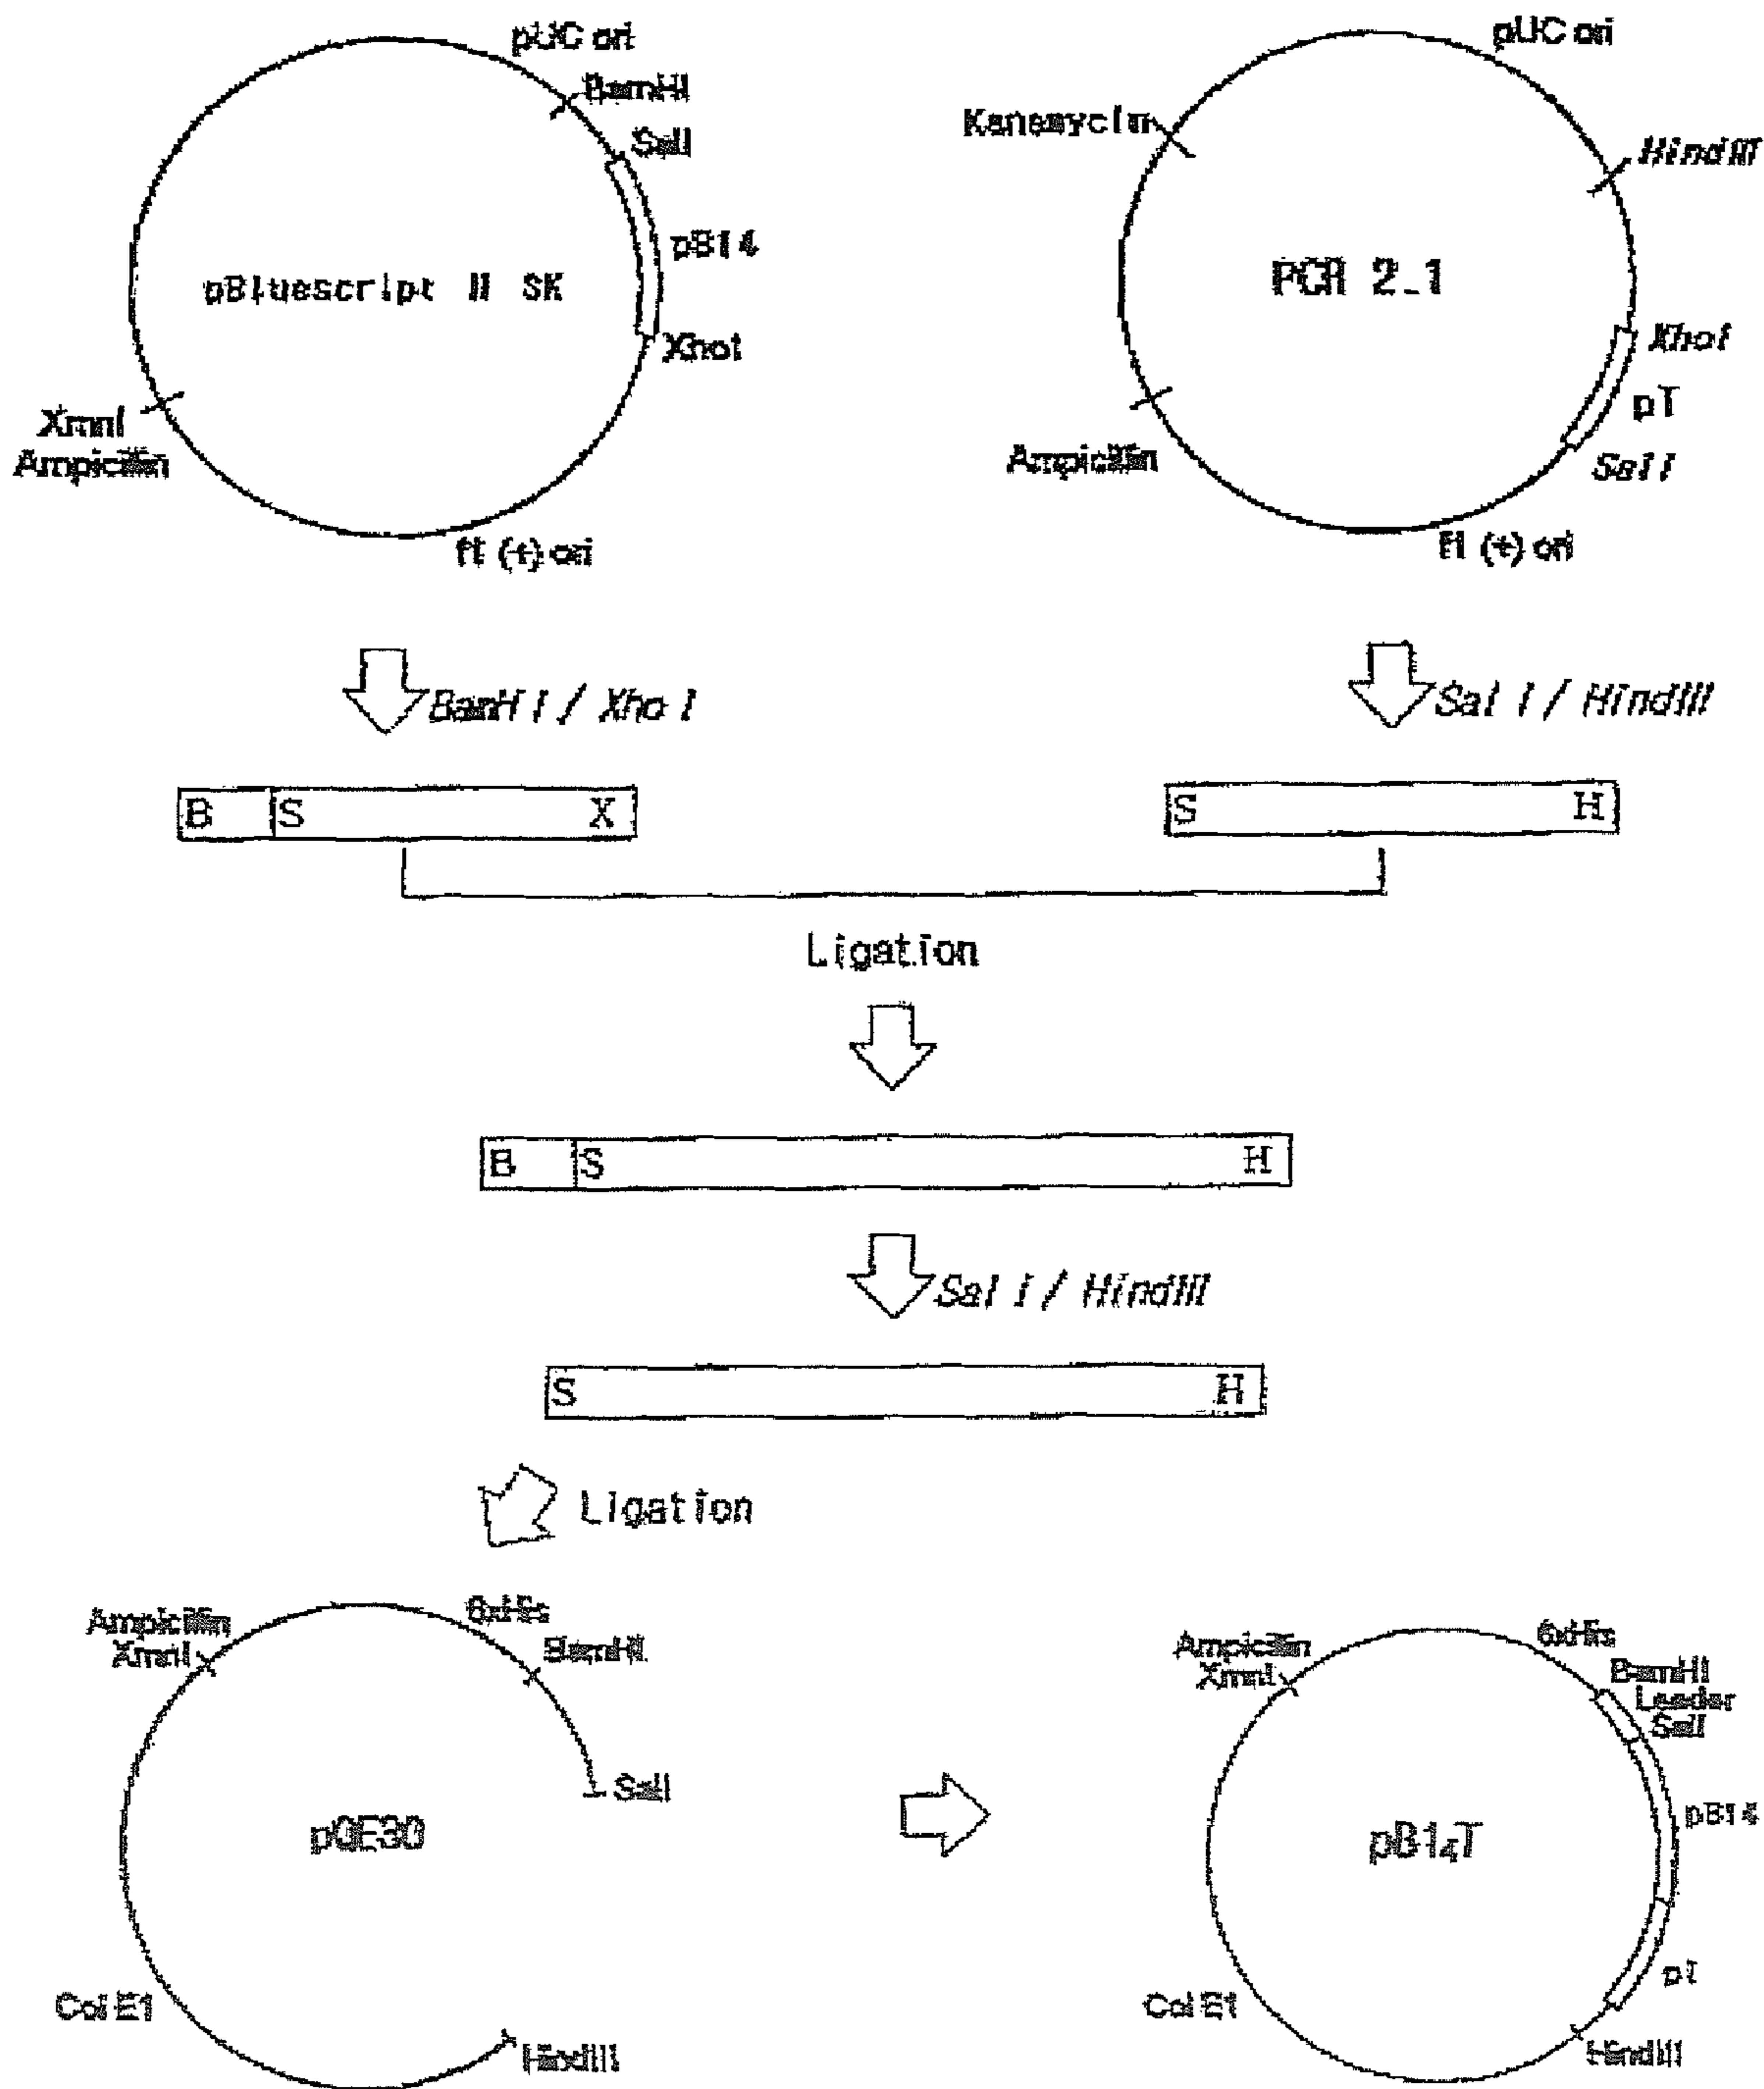 pUC ori
BamHI
SalI
pB14
pBluescript II SK
XhoI
XmnI
Ampicillin
f1 (+) ori
pUC ori
Kanamycin
HindIII
PCR 2.1
XhoI
pT
SalI
Ampicillin
f1 (+) ori
BamH I / Xho I
Sal I / HindIII
B S X
S H
Ligation
B S H
Sal I / HindIII
S H
Ligation
Ampicillin
XmnI
6xHis
BamHI
SalI
pQE30
Col E1
HindIII
Ampicillin
XmnI
6xHis
BamHI
Leader
SalI
pB14
pB14T
pT
Col E1
HindIII